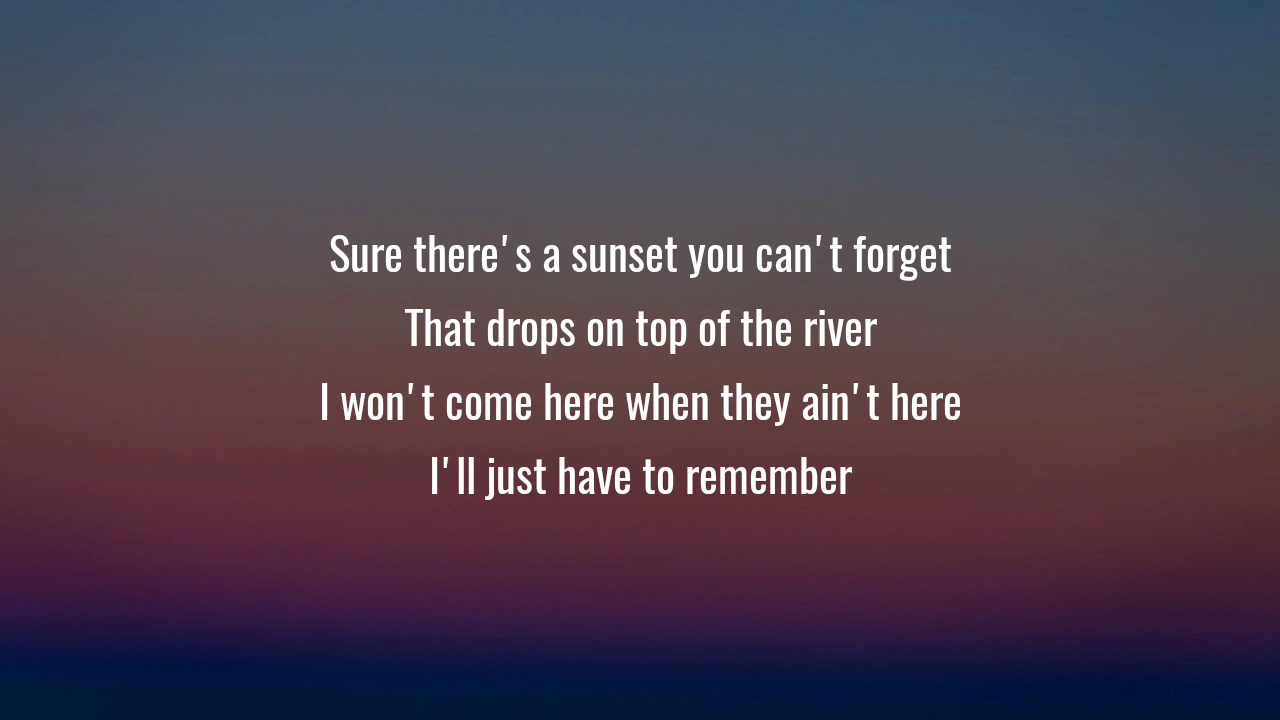 Sure there's a sunset you can't forget
That drops on top of the river
I won't come here when they ain't here
I'll just have to remember